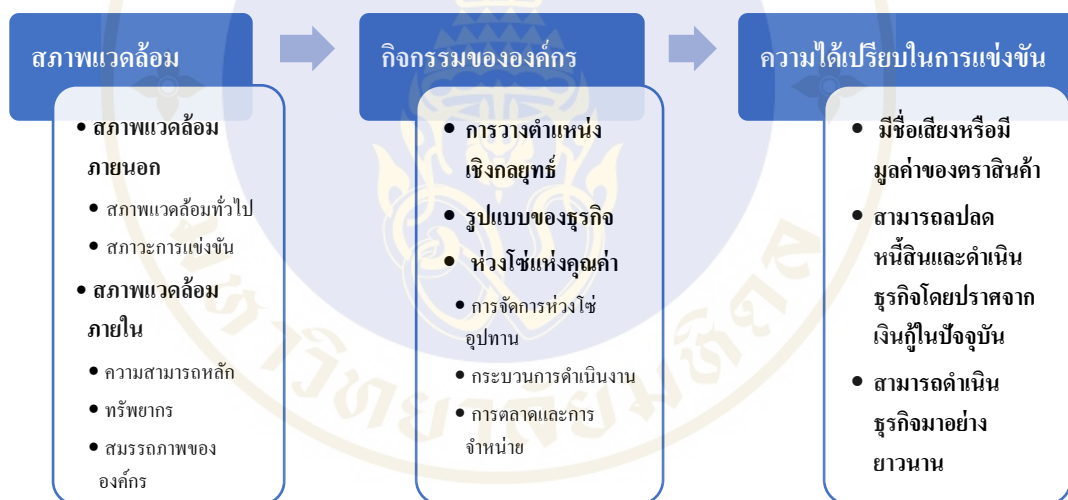 สภาพแวดล้อม
• สภาพแวดล้อม
ภายนอก
• สภาพแวดล้อมทั่วไป
• สภาวะการแข่งขัน
• สภาพแวดล้อม
ภายใน
• ความสามารถหลัก
• ทรัพยากร
• สมรรถภาพของ
องค์กร
กิจกรรมขององค์กร
• การวางตำแหน่ง
เชิงกลยุทธ์
• รูปแบบของธุรกิจ
• ห่วงโซ่แห่งคุณค่า
• การจัดการห่วงโซ่
อุปทาน
• กระบวนการดำเนินงาน
• การตลาดและการ
จำหน่าย
ความได้เปรียบในการแข่งขัน
• มีชื่อเสียงหรือมี
มูลค่าของตราสินค้า
• สามารถลปลด
หนี้สินและดำเนิน
ธุรกิจโดยปราศจาก
เงินกู้ในปัจจุบัน
• สามารถดำเนิน
ธุรกิจมาอย่าง
ยาวนาน
มหาวิทยาลัยมหิดล